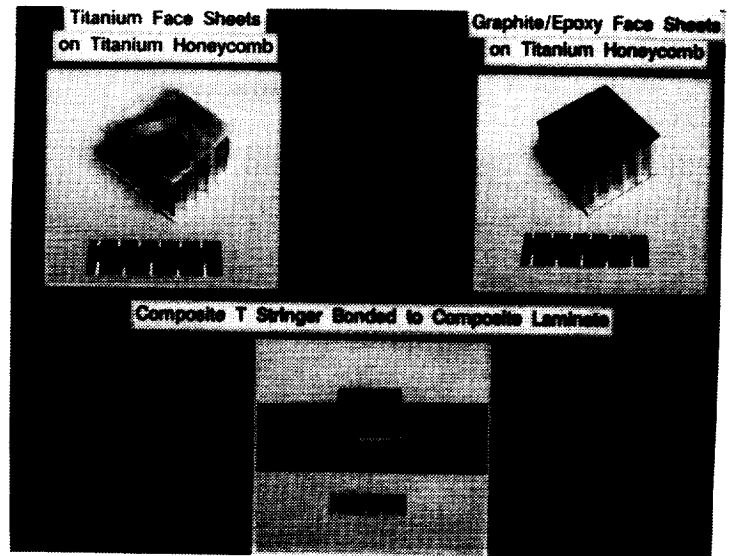 Titanium Face Sheets
on Titanium Honeycomb
Graphite/Epoxy Face Sheets
on Titanium Honeycomb
Composite T Stringer Bonded to Composite Laminate